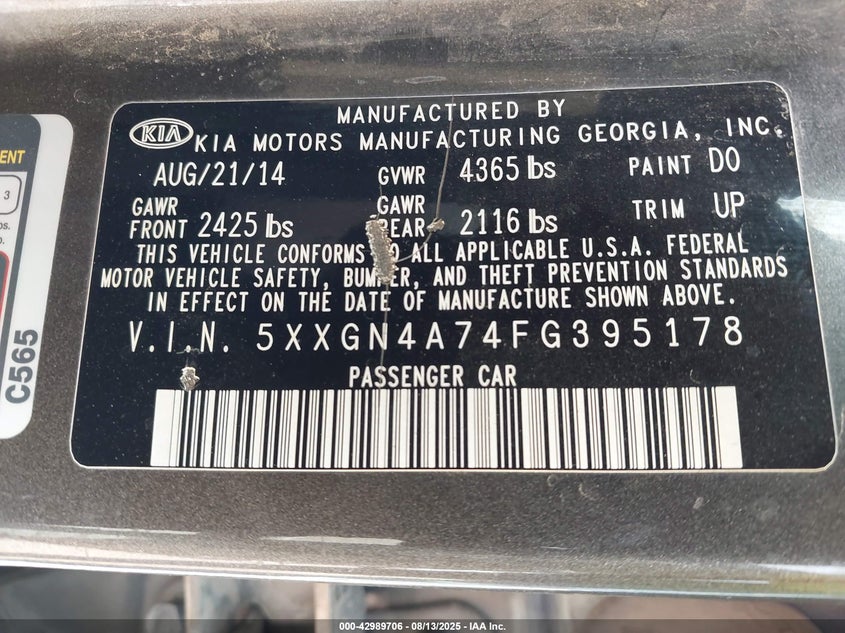 MANUFACTURED BY
KIA KIA MOTORS MANUFACTURING GEORGIA, INC.
AUG/21/14 GVWR 4365 lbs PAINT D0
GAWR FRONT 2425 lbs GAWR REAR 2116 lbs TRIM UP
THIS VEHICLE CONFORMS TO ALL APPLICABLE U.S.A. FEDERAL
MOTOR VEHICLE SAFETY, BUMPER, AND THEFT PREVENTION STANDARDS
IN EFFECT ON THE DATE OF MANUFACTURE SHOWN ABOVE.
V.I.N. 5XXGN4A74FG395178
PASSENGER CAR
3
C565
000-42989706 - 08/13/2025 - IAA Inc.